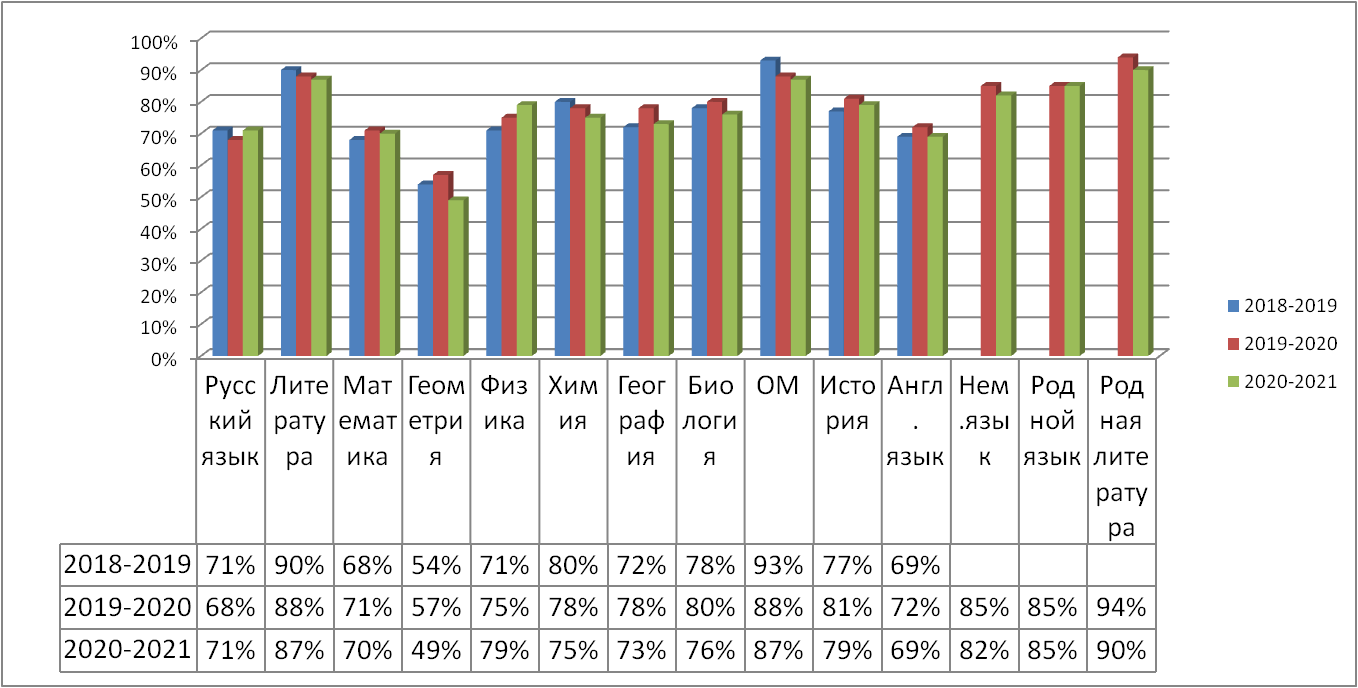 100%
90%
80%
70%
60%
50%
40%
30%
20%
10%
0%
2018-2019
2019-2020
2020-2021
Русс
кий
язык
Лите
рату
ра
Мат
емат
ика
Геом
етри
я
Физ
ика
Хим
ия
Геог
раф
ия
Био
логи
я
ОМ
Исто
рия
Англ
.
язык
Нем
.язы
к
Род
ной
язык
Род
ная
лите
рату
ра
2018-2019 71% 90% 68% 54% 71% 80% 72% 78% 93% 77% 69%
2019-2020 68% 88% 71% 57% 75% 78% 78% 80% 88% 81% 72% 85% 85% 94%
2020-2021 71% 87% 70% 49% 79% 75% 73% 76% 87% 79% 69% 82% 85% 90%